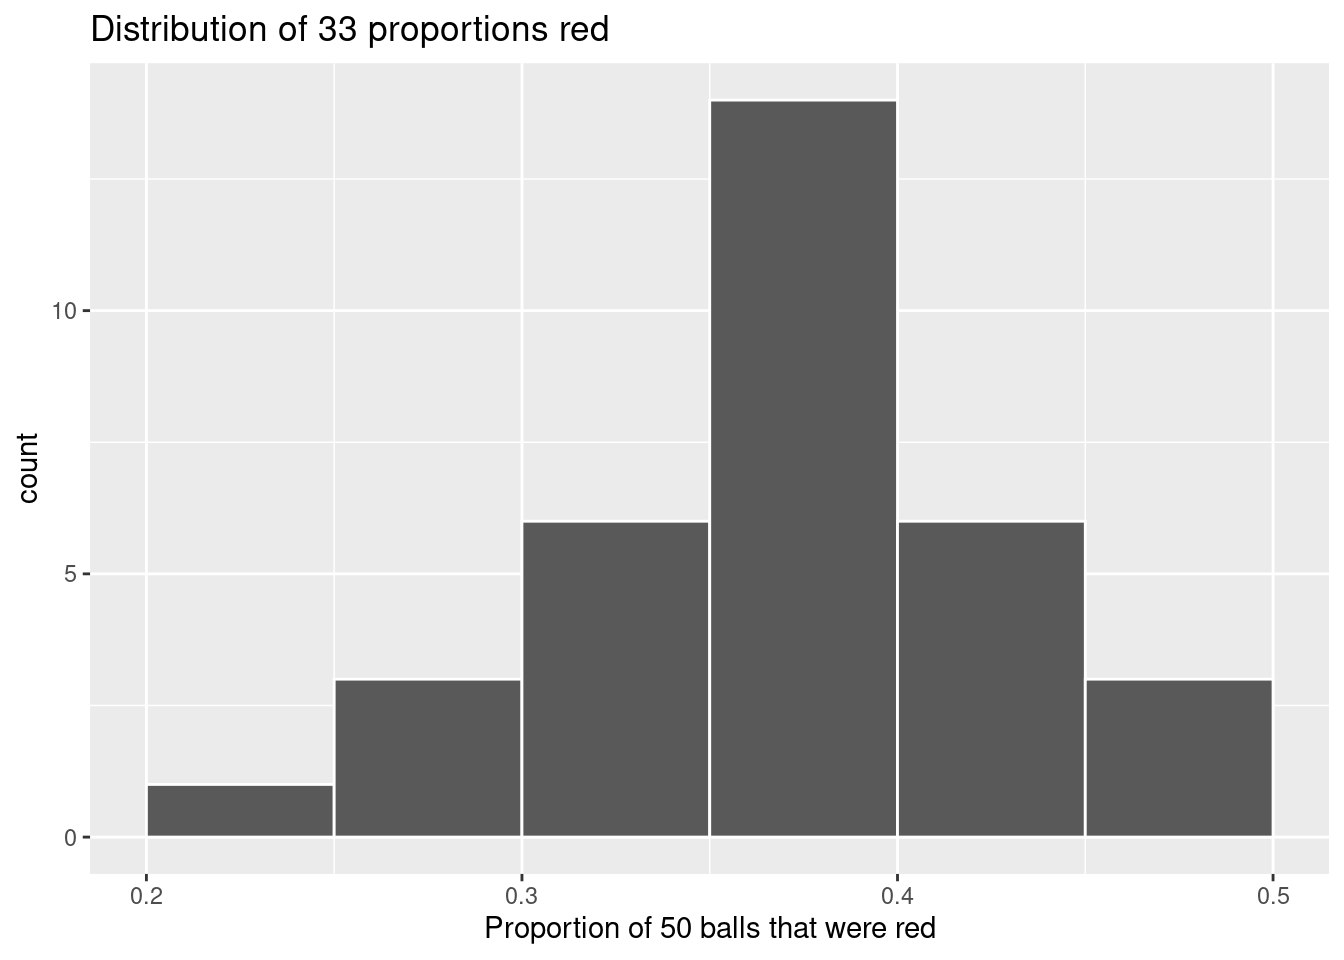 Distribution of 33 proportions red
10
5
0
count
0.2 0.3 0.4 0.5
Proportion of 50 balls that were red